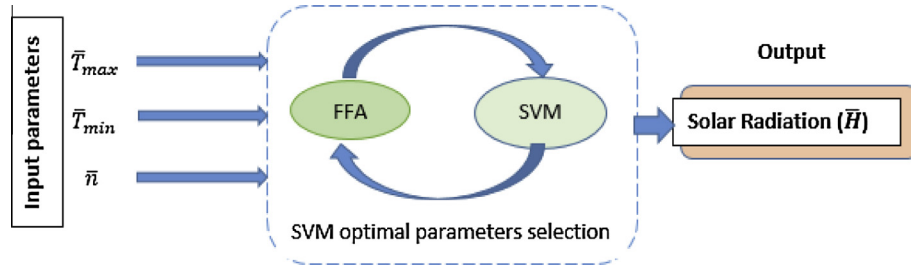 Input parameters
T̄max
T̄min
n̄
FFA
SVM
SVM optimal parameters selection
Output
Solar Radiation (H̄)